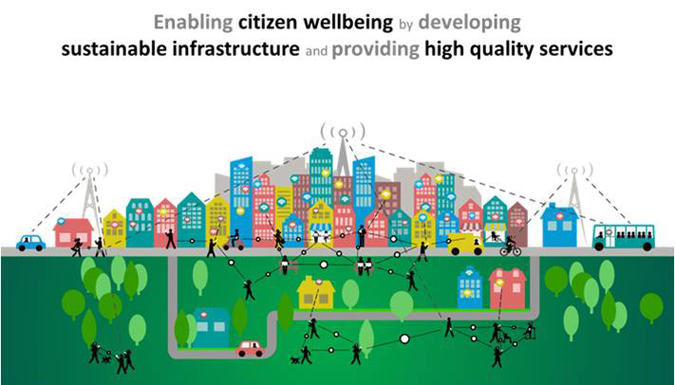 Enabling citizen wellbeing by developing
sustainable infrastructure and providing high quality services